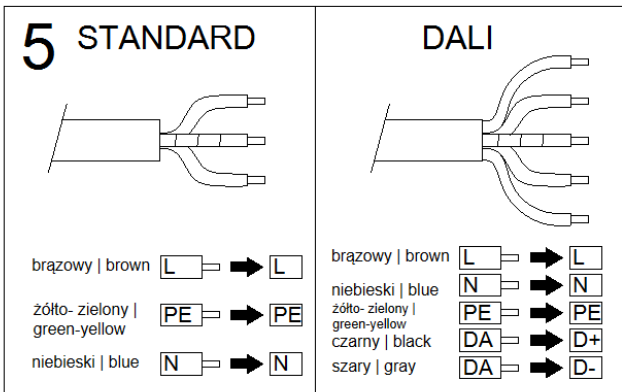 5 STANDARD
brązowy | brown L L
żółto- zielony |
green-yellow PE PE
niebieski | blue N N
DALI
brązowy | brown L L
niebieski | blue N N
żółto- zielony |
green-yellow PE PE
czarny | black DA D+
szary | gray DA D-